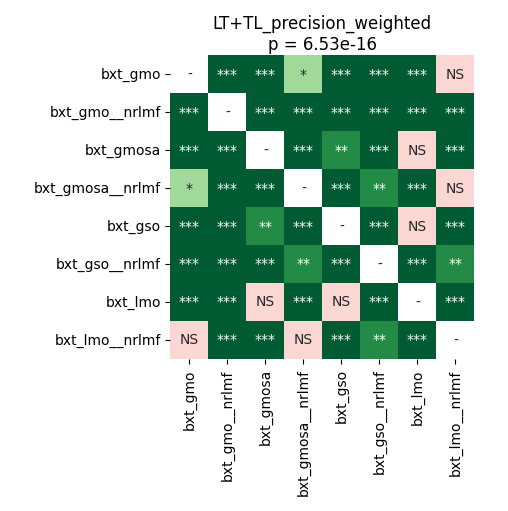 LT+TL_precision_weighted
p = 6.53e-16
bxt_gmo - *** *** * *** *** *** NS
bxt_gmo__nrlmf *** - *** *** *** *** *** ***
bxt_gmosa *** *** - *** ** *** NS ***
bxt_gmosa__nrlmf * *** *** - *** ** *** NS
bxt_gso *** *** ** *** - *** NS ***
bxt_gso__nrlmf *** *** *** ** *** - *** **
bxt_lmo *** *** NS *** NS *** - ***
bxt_lmo__nrlmf NS *** *** NS *** ** *** -
bxt_gmo
bxt_gmo__nrlmf
bxt_gmosa
bxt_gmosa__nrlmf
bxt_gso
bxt_gso__nrlmf
bxt_lmo
bxt_lmo__nrlmf